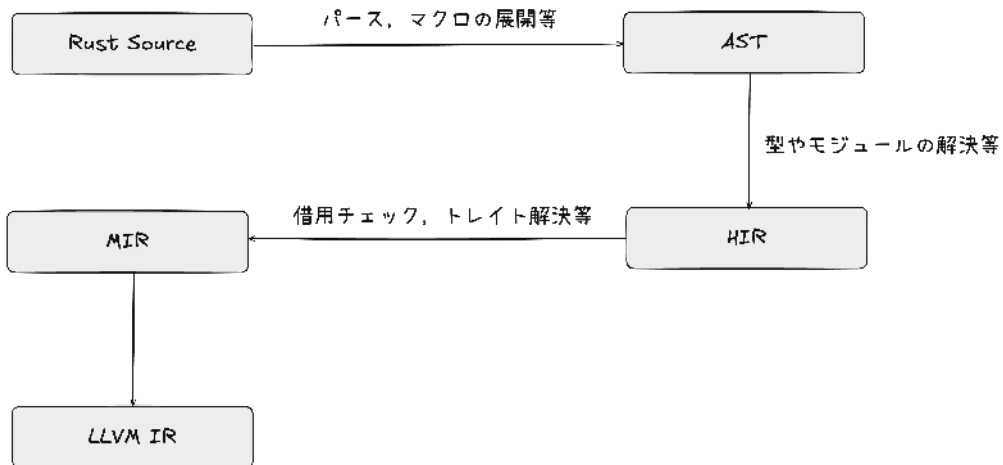 パース, マクロの展開等
Rust Source
AST
型やモジュールの解決等
借用チェック, トレイト解決等
MIR
HIR
LLVM IR